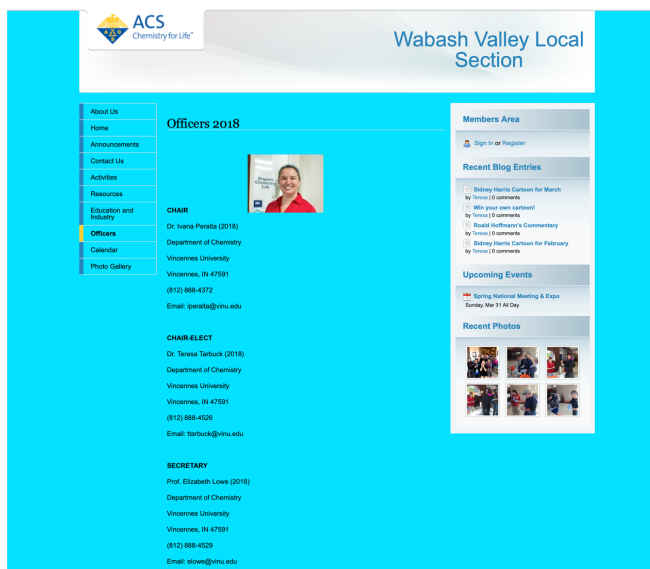 ACS
Chemistry for Life™
Wabash Valley Local
Section
About Us
Home
Announcements
Contact Us
Activities
Resources
Education and
Industry
Officers
Calendar
Photo Gallery
Officers 2018
Organic
Chemistry
Lab
CHAIR
Dr. Ivana Peralta (2018)
Department of Chemistry
Vincennes University
Vincennes, IN 47591
(812) 888-4372
Email: iperalta@vinu.edu
CHAIR-ELECT
Dr. Teresa Tarbuck (2018)
Department of Chemistry
Vincennes University
Vincennes, IN 47591
(812) 888-4526
Email: ttarbuck@vinu.edu
SECRETARY
Prof. Elizabeth Lowe (2018)
Department of Chemistry
Vincennes University
Vincennes, IN 47591
(812) 888-4529
Email: elowe@vinu.edu
Members Area
Sign In or Register
Recent Blog Entries
Sidney Harris Cartoon for March
by Teresa | 0 comments
Win your own cartoon!
by Teresa | 0 comments
Roald Hoffmann's Commentary
by Teresa | 0 comments
Sidney Harris Cartoon for February
by Teresa | 0 comments
Upcoming Events
Spring National Meeting & Expo
Sunday, Mar 31 All Day
Recent Photos